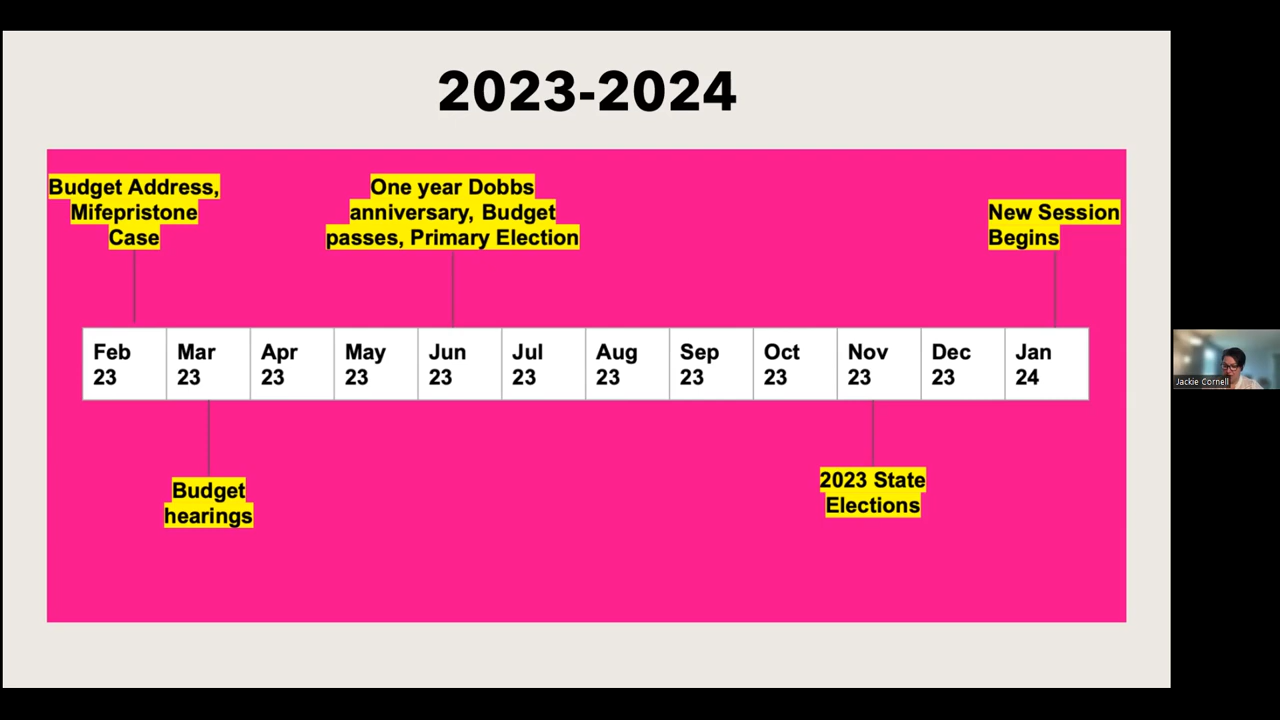 2023-2024
Budget Address,
Mifepristone
Case
One year Dobbs
anniversary, Budget
passes, Primary Election
New Session
Begins
Feb
23
Mar
23
Apr
23
May
23
Jun
23
Jul
23
Aug
23
Sep
23
Oct
23
Nov
23
Dec
23
Jan
24
Budget
hearings
2023 State
Elections
Jackie Cornell